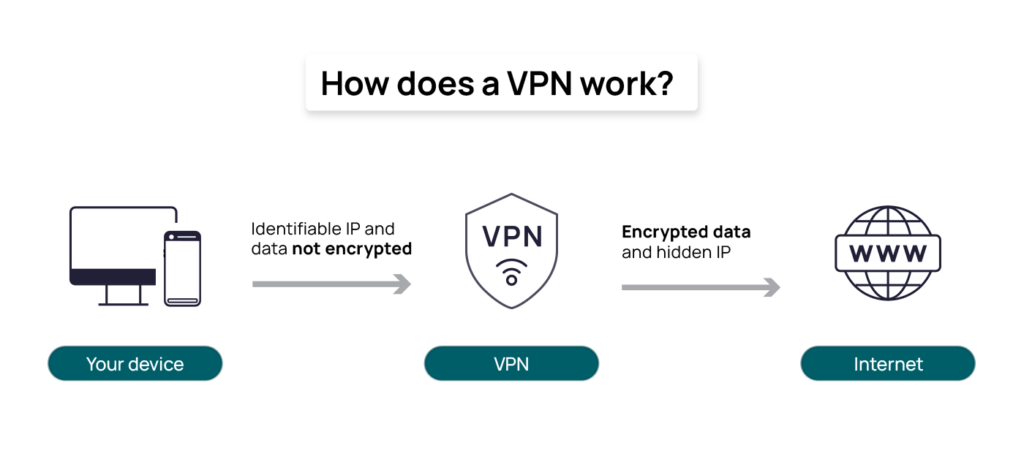 How does a VPN work?
Identifiable IP and
data not encrypted
VPN
Encrypted data
and hidden IP
WWW
Your device
VPN
Internet